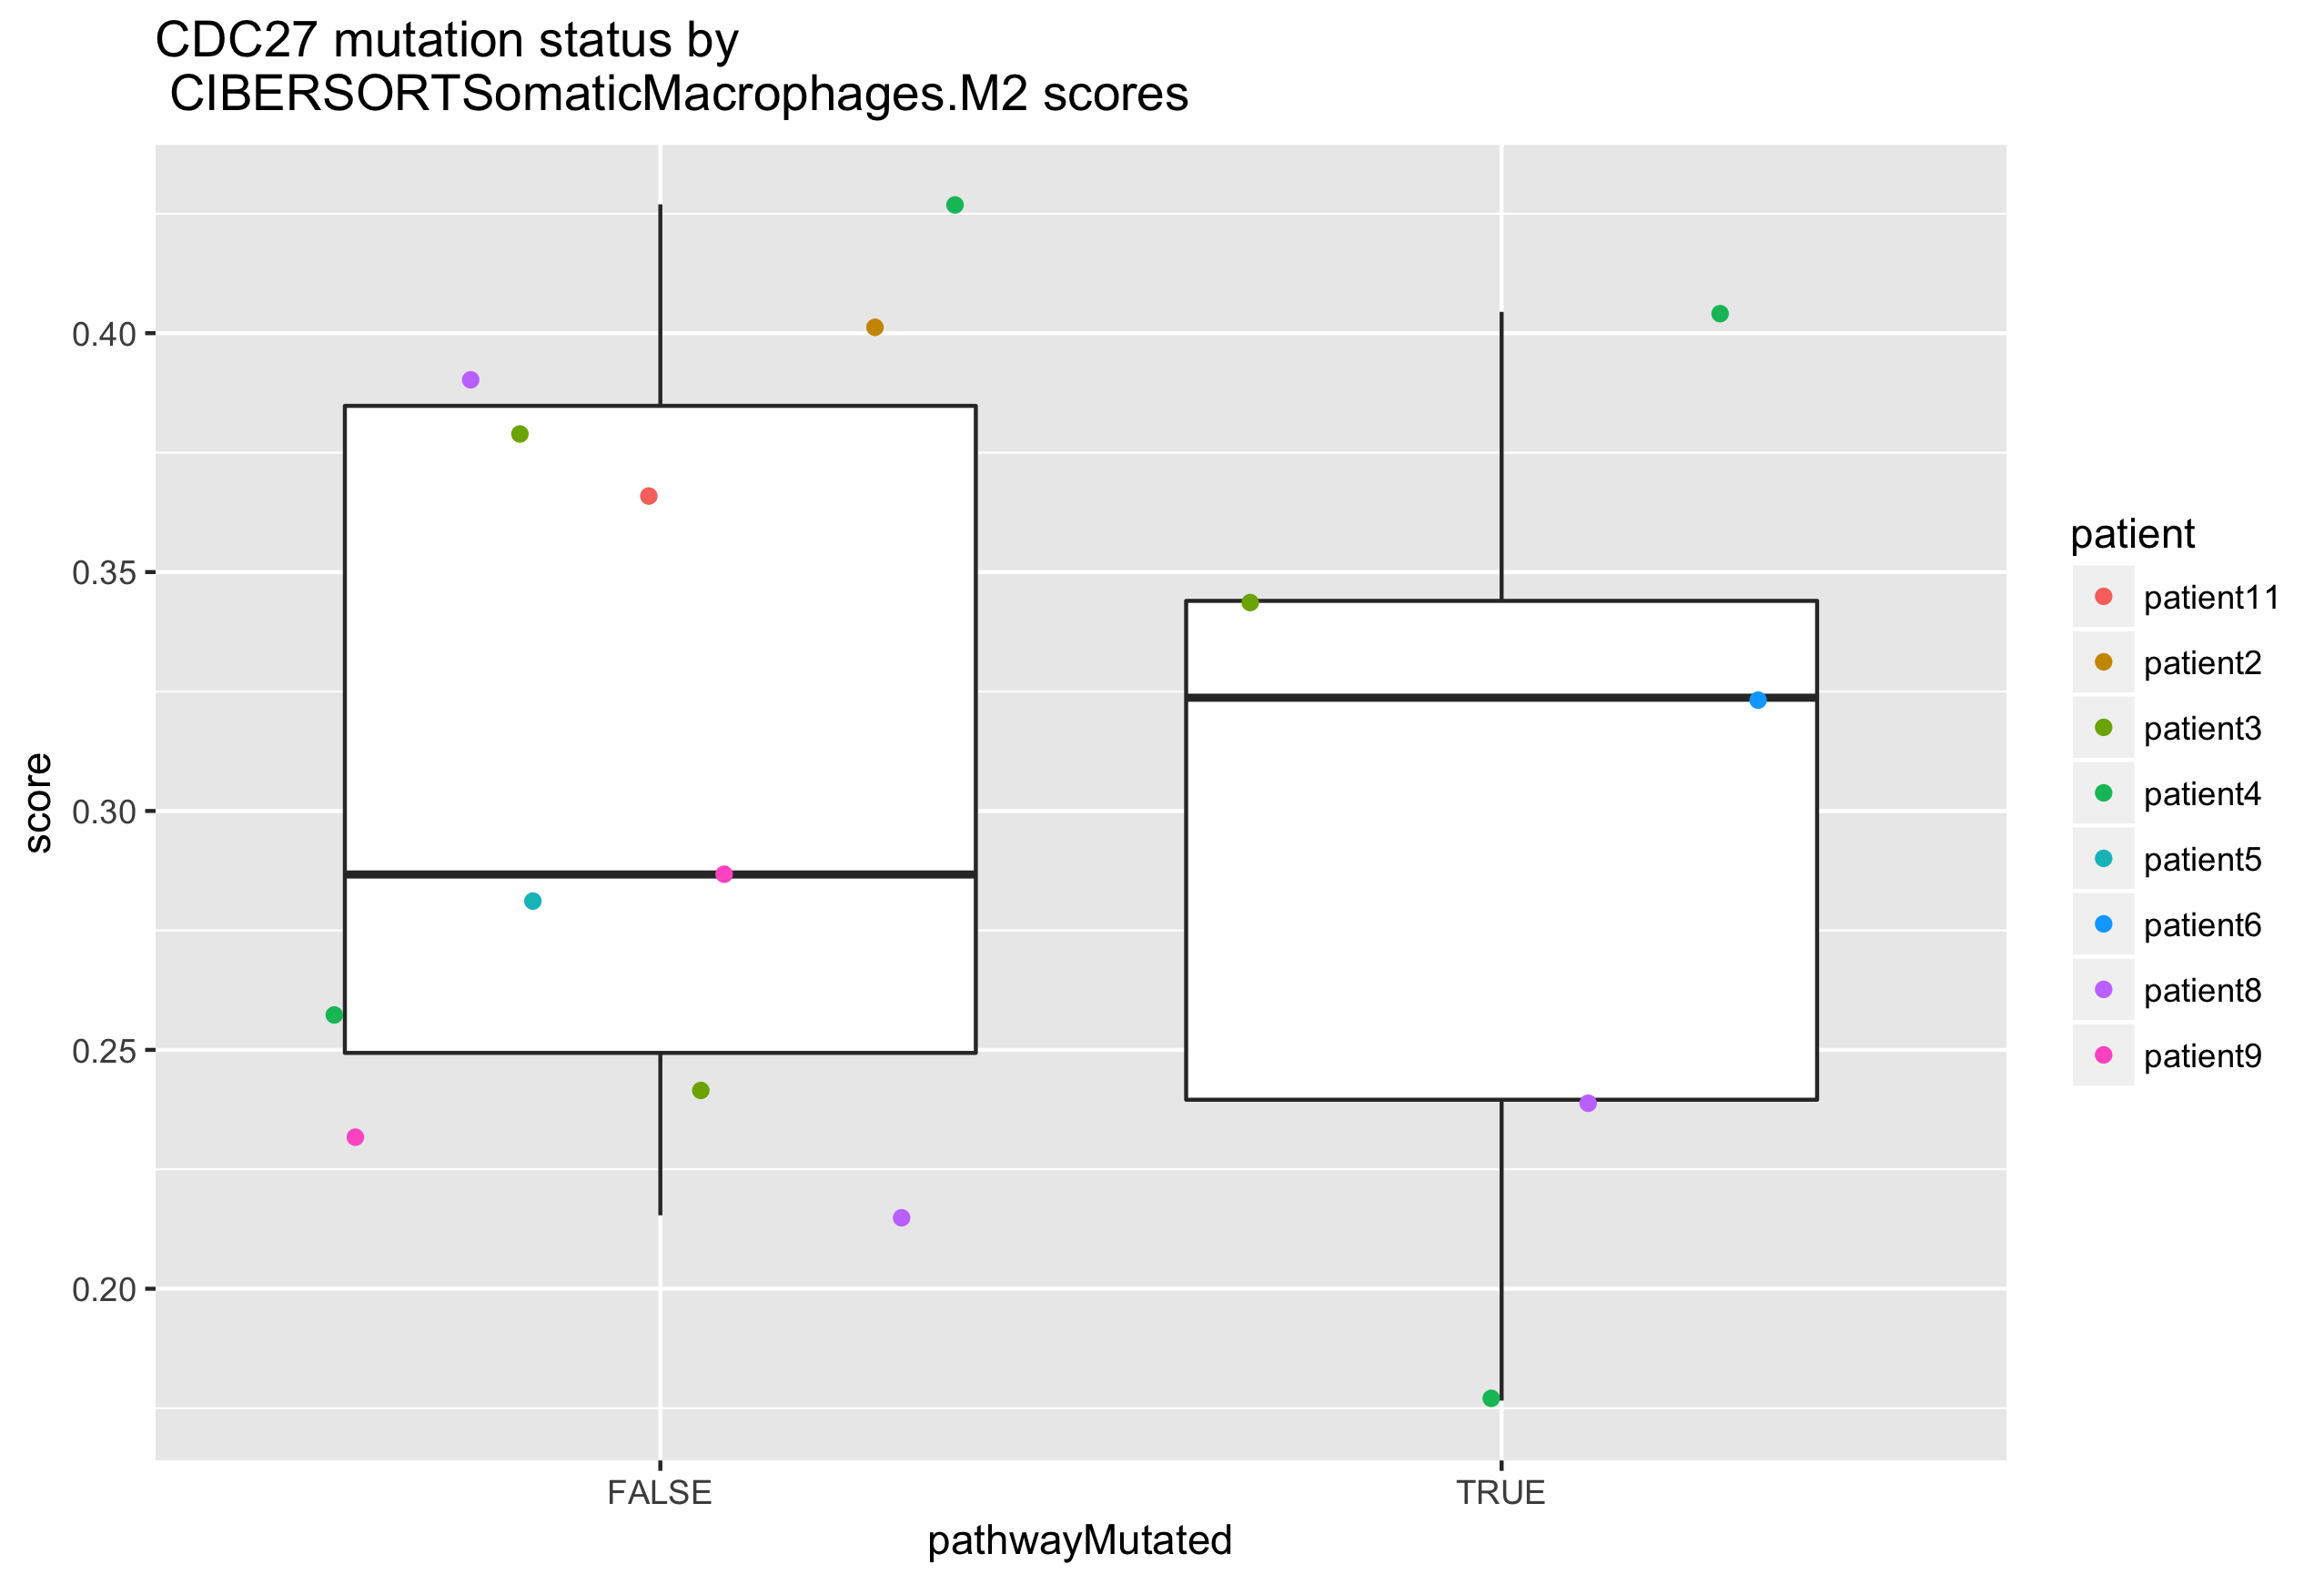 CDC27 mutation status by
CIBERSORTSomaticMacrophages.M2 scores
0.40
0.35
0.30
0.25
0.20
score
FALSE
TRUE
pathwayMutated
patient
patient11
patient2
patient3
patient4
patient5
patient6
patient8
patient9